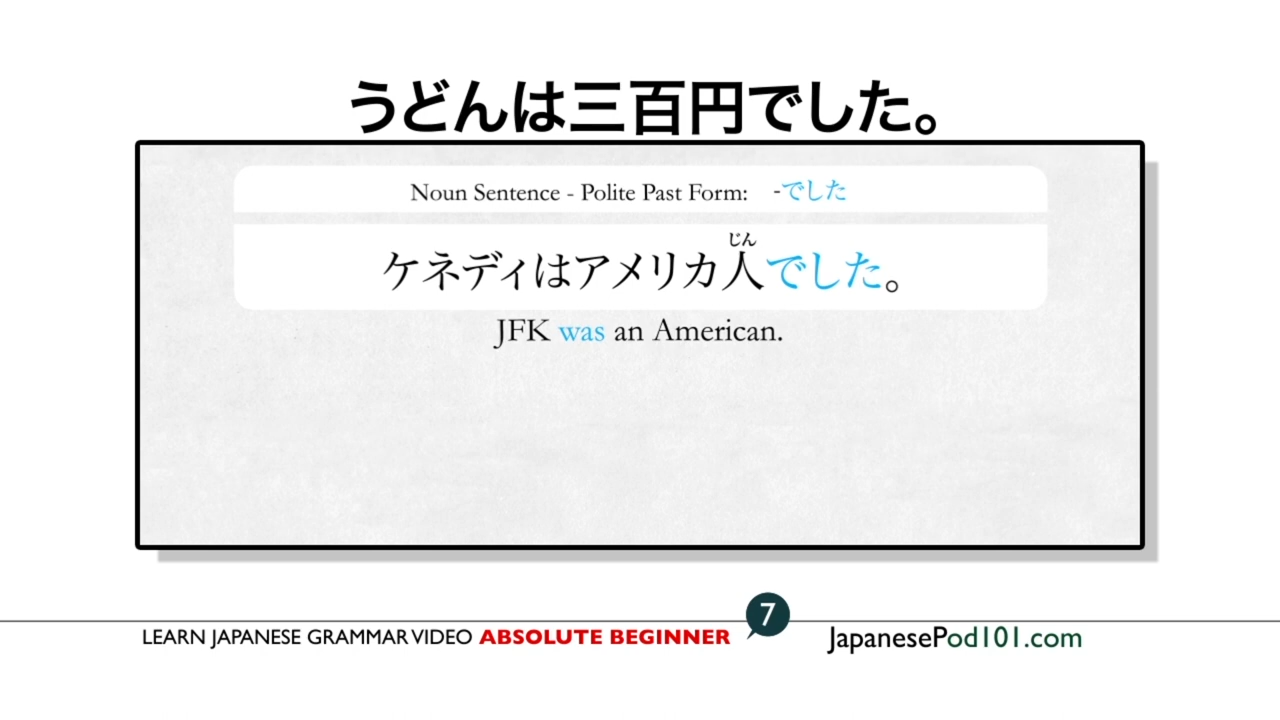 うどんは三百円でした。
Noun Sentence - Polite Past Form: -でした
じん
ケネディはアメリカ人でした。
JFK was an American.
7
LEARN JAPANESE GRAMMAR VIDEO ABSOLUTE BEGINNER
JapanesePod101.com